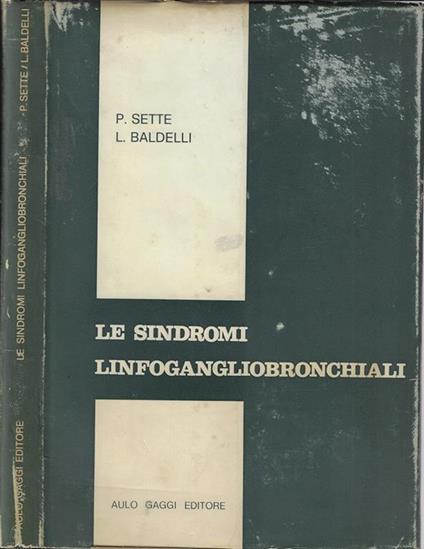 P. SETTE / L. BALDELLI
LE SINDROMI LINFOGANGLIOBRONCHIALI
AULO GAGGI EDITORE
P. SETTE
L. BALDELLI
LE SINDROMI
LINFOGANGLIOBRONCHIALI
AULO GAGGI EDITORE